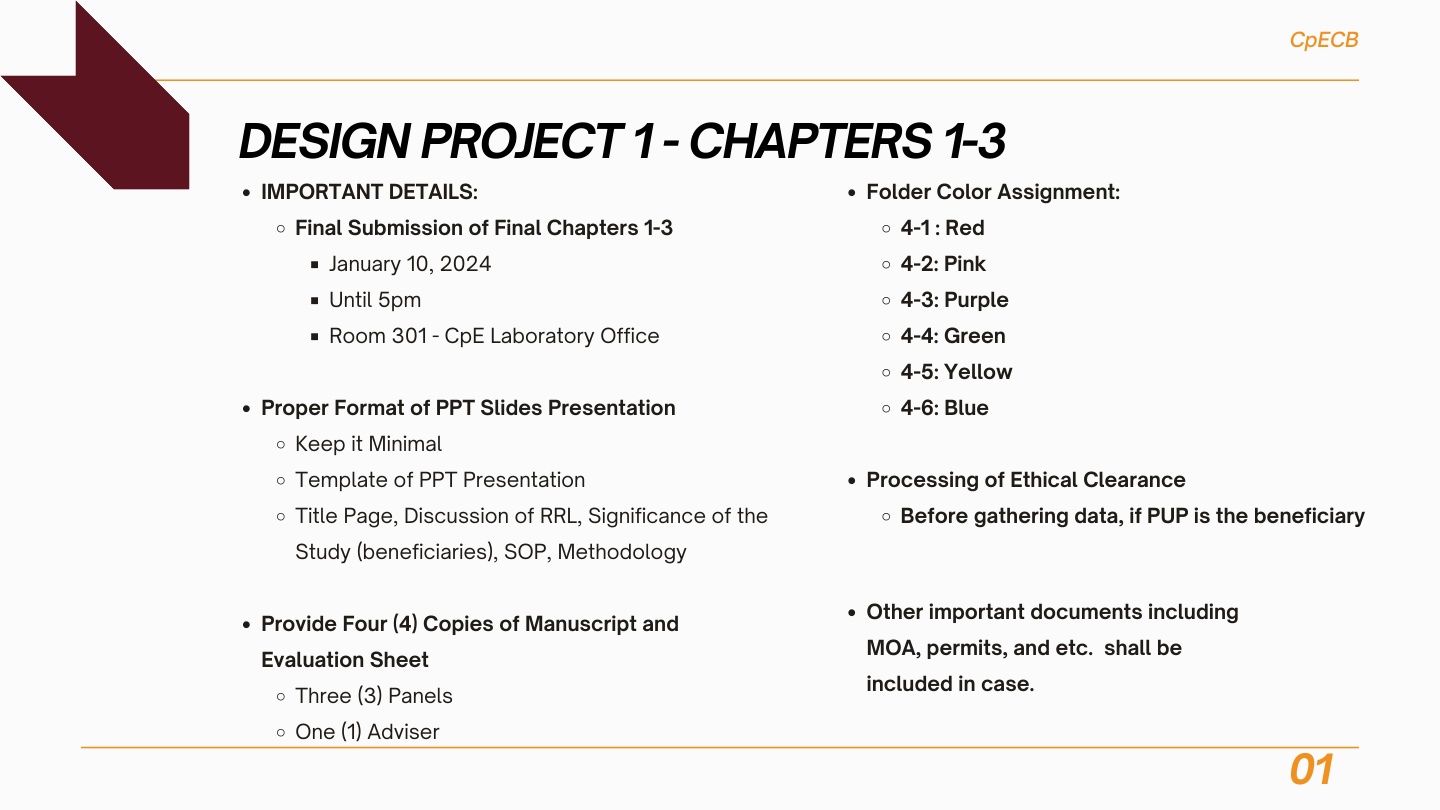 CpECB
DESIGN PROJECT 1 - CHAPTERS 1-3
• IMPORTANT DETAILS:
○ Final Submission of Final Chapters 1-3
▪ January 10, 2024
▪ Until 5pm
▪ Room 301 - CpE Laboratory Office
• Proper Format of PPT Slides Presentation
○ Keep it Minimal
○ Template of PPT Presentation
○ Title Page, Discussion of RRL, Significance of the
Study (beneficiaries), SOP, Methodology
• Provide Four (4) Copies of Manuscript and
Evaluation Sheet
○ Three (3) Panels
○ One (1) Adviser
• Folder Color Assignment:
○ 4-1 : Red
○ 4-2: Pink
○ 4-3: Purple
○ 4-4: Green
○ 4-5: Yellow
○ 4-6: Blue
• Processing of Ethical Clearance
○ Before gathering data, if PUP is the beneficiary
• Other important documents including
MOA, permits, and etc.  shall be
included in case.
01